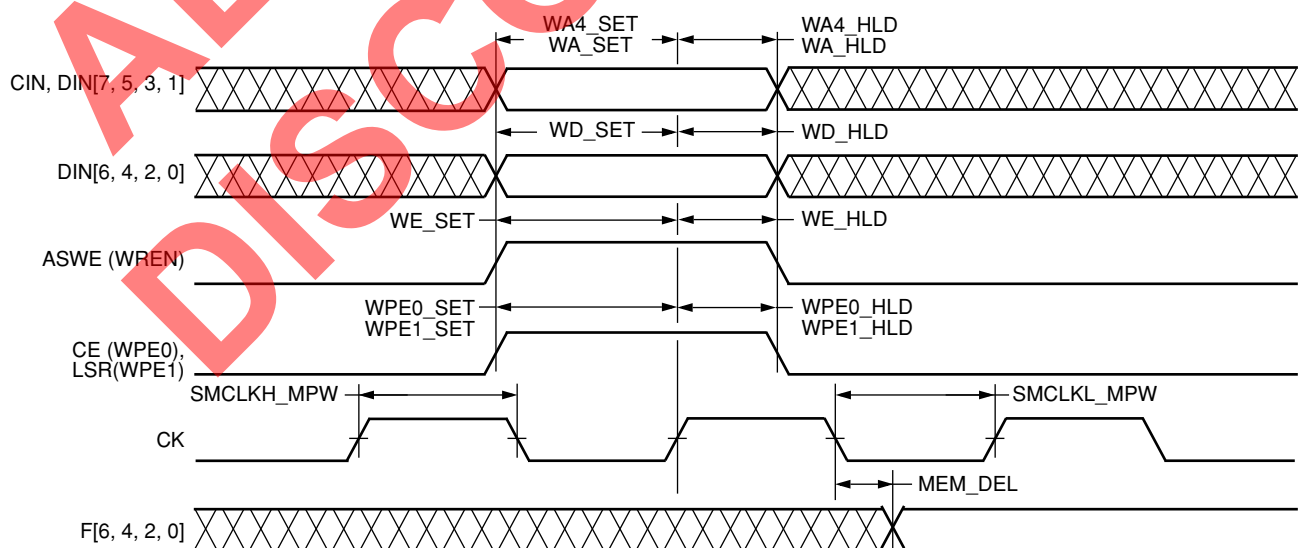 WA4_SET
WA_SET
WA4_HLD
WA_HLD
CIN, DIN[7, 5, 3, 1]
WD_SET
WD_HLD
DIN[6, 4, 2, 0]
WE_SET
WE_HLD
ASWE (WREN)
WPE0_SET
WPE1_SET
WPE0_HLD
WPE1_HLD
CE (WPE0),
LSR(WPE1)
SMCLKH_MPW
SMCLKL_MPW
CK
MEM_DEL
F[6, 4, 2, 0]